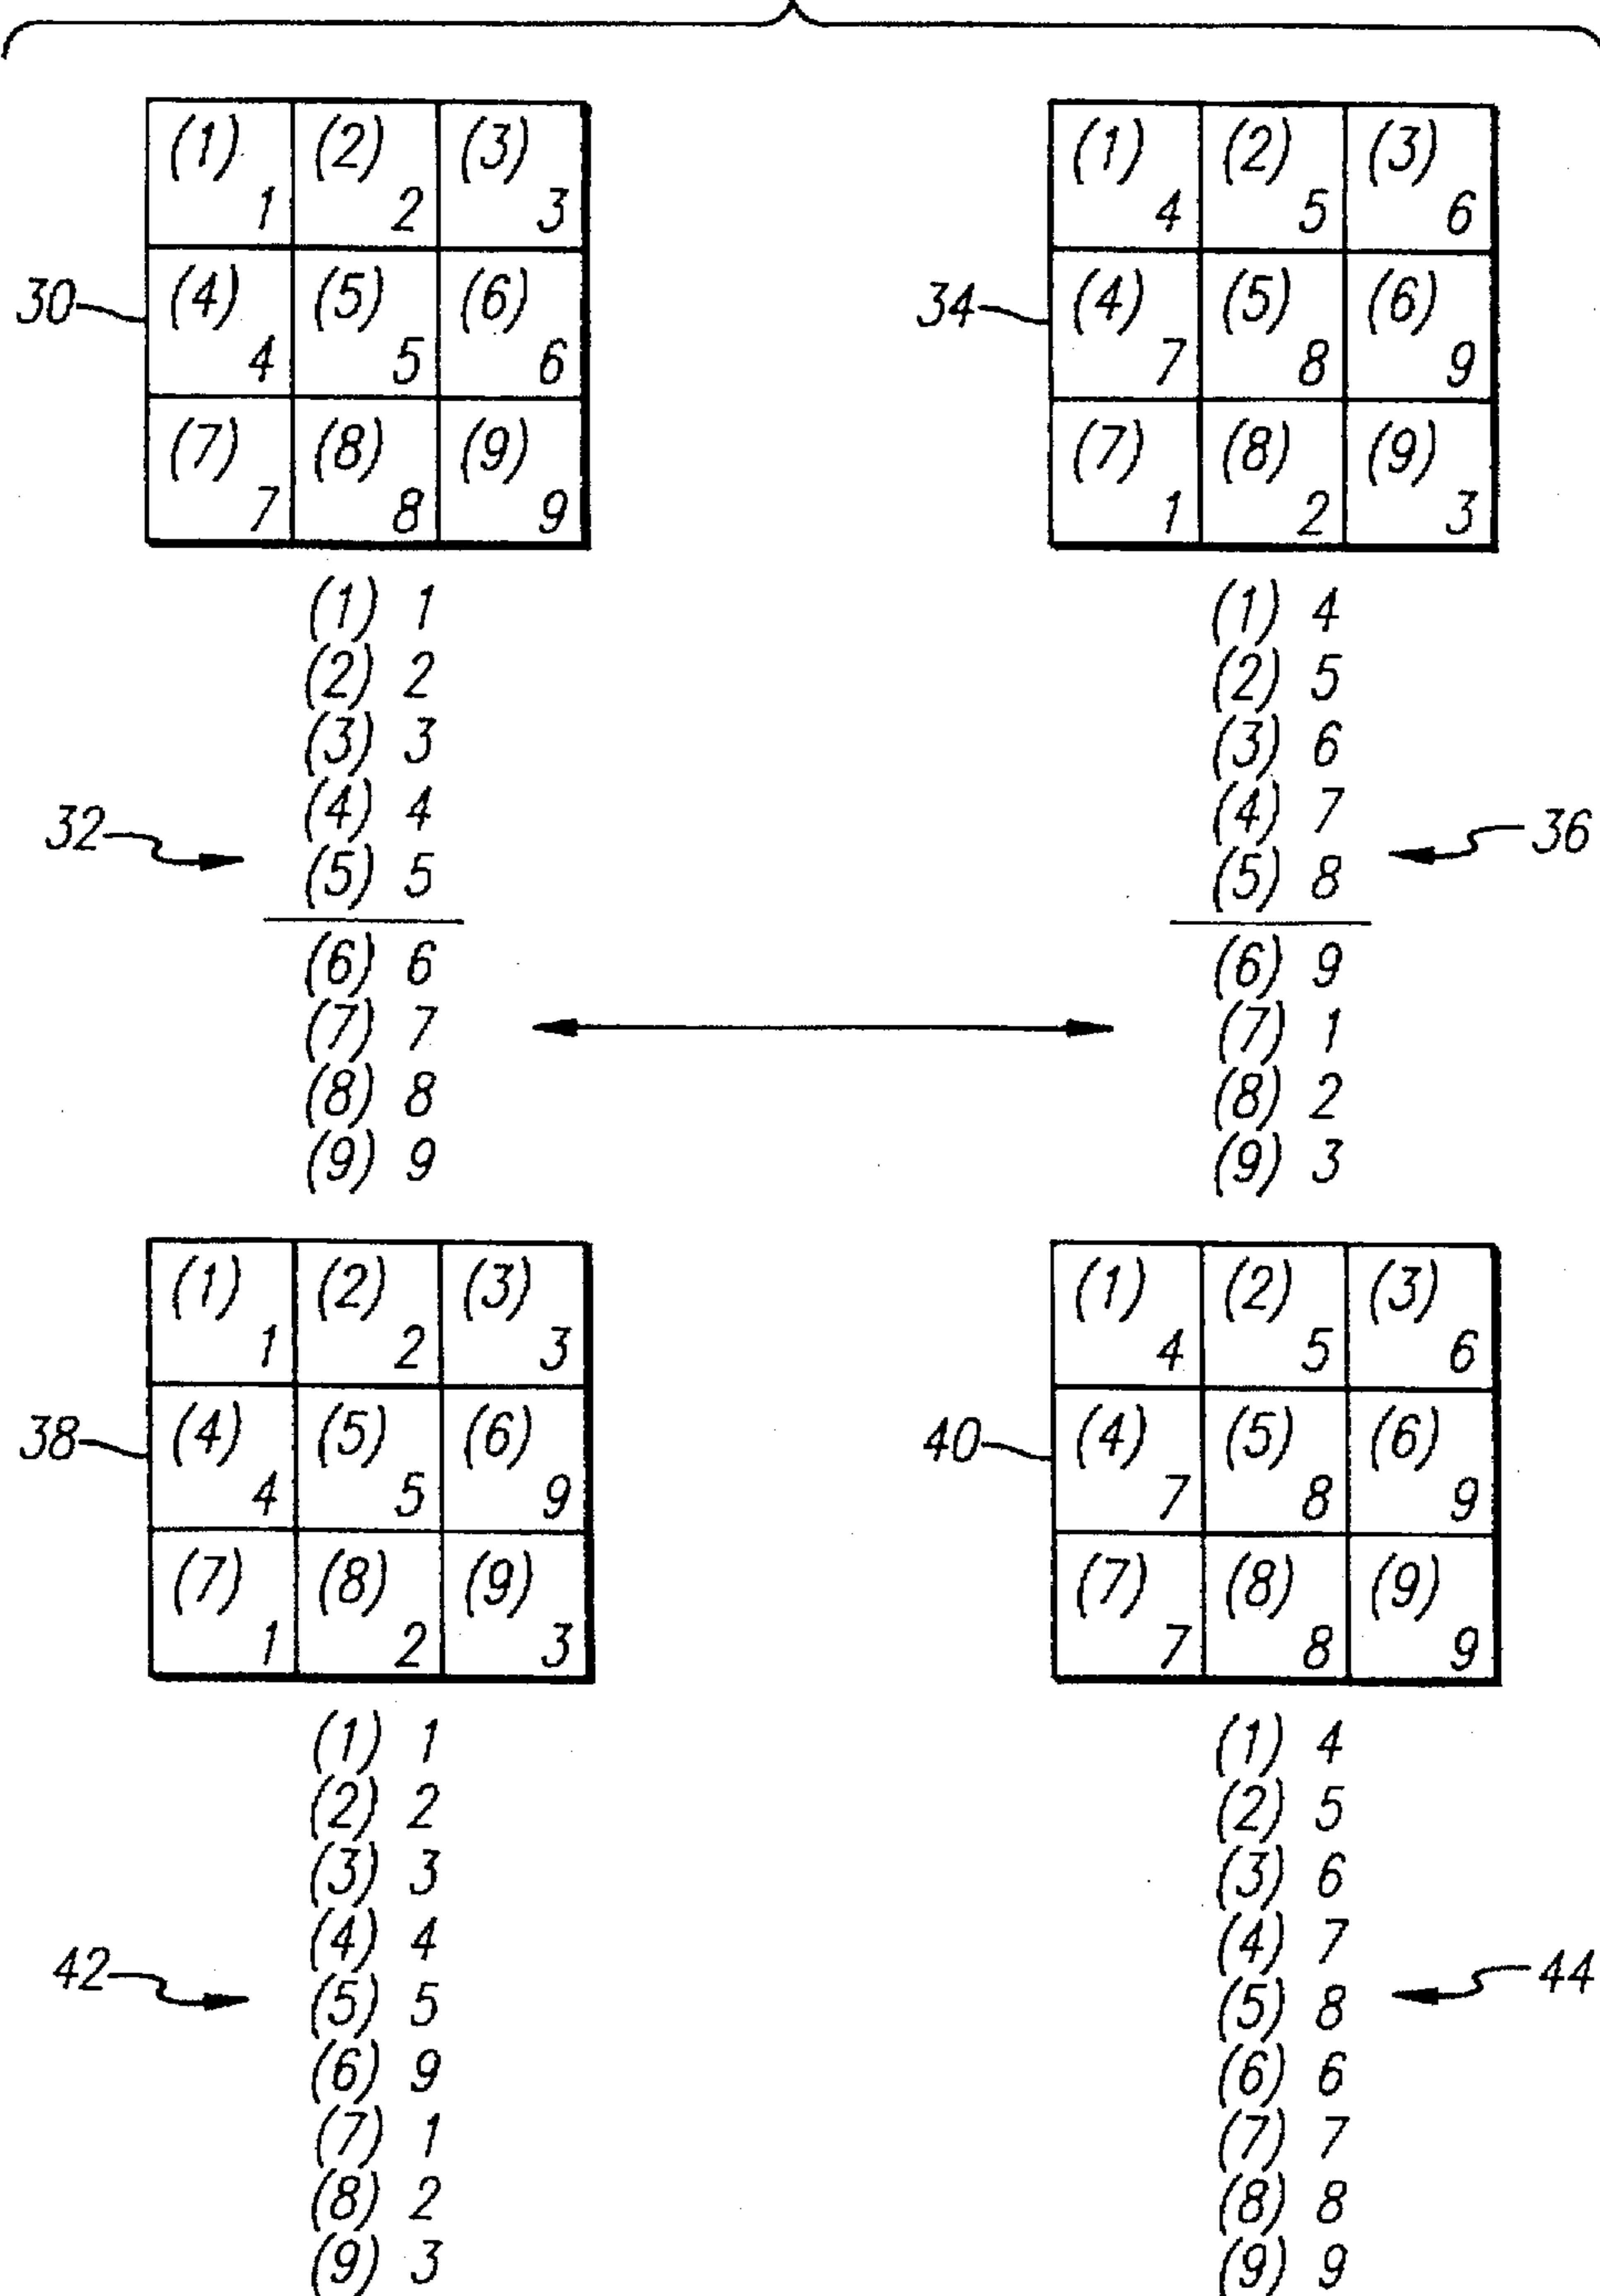 (1) (2) (3) (1) (2) (3)
1 2 3 4 5 6
30 (4) (5) (6) 34 (4) (5) (6)
4 5 6 7 8 9
(7) (8) (9) (7) (8) (9)
7 8 9 1 2 3
(1) 1 (1) 4
(2) 2 (2) 5
(3) 3 (3) 6
(4) 4 (4) 7
32 36
(5) 5 (5) 8
(6) 6 (6) 9
(7) 7 (7) 1
(8) 8 (8) 2
(9) 9 (9) 3
(1) (2) (3) (1) (2) (3)
1 2 3 4 5 6
38 (4) (5) (6) 40 (4) (5) (6)
4 5 9 7 8 9
(7) (8) (9) (7) (8) (9)
1 2 3 7 8 9
(1) 1 (1) 4
(2) 2 (2) 5
(3) 3 (3) 6
(4) 4 (4) 7
42 44
(5) 5 (5) 8
(6) 9 (6) 6
(7) 1 (7) 7
(8) 2 (8) 8
(9) 3 (9) 9